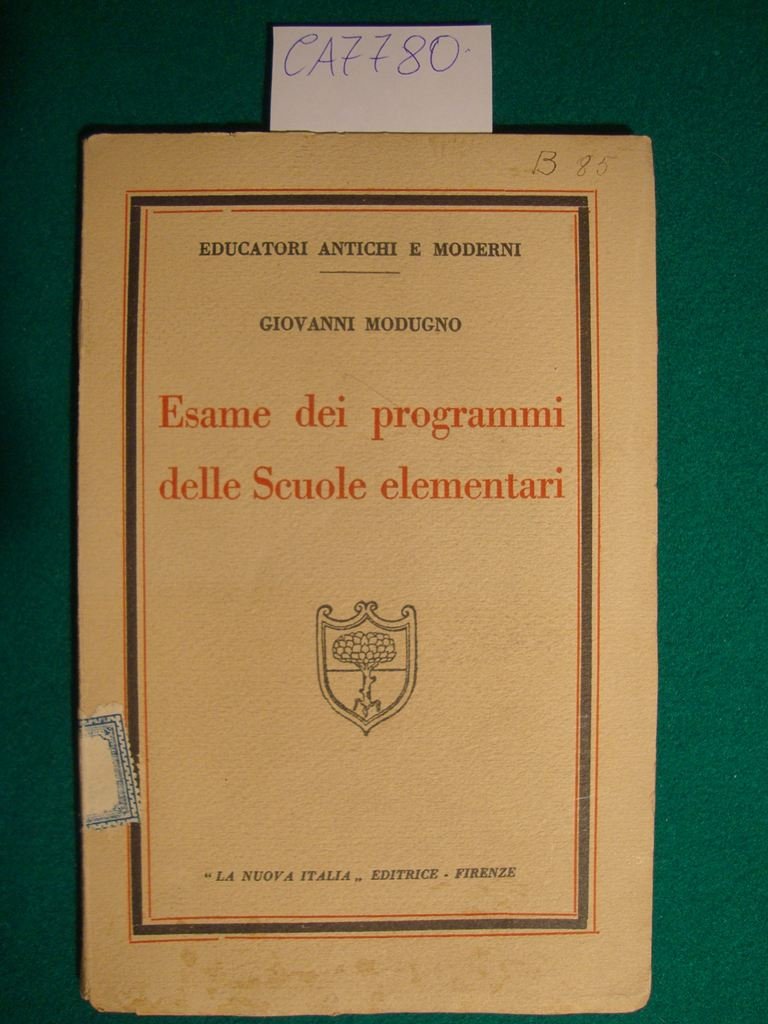 CA7780.
B 85
EDUCATORI ANTICHI E MODERNI
GIOVANNI MODUGNO
Esame dei programmi
delle Scuole elementari
“ LA NUOVA ITALIA „ EDITRICE - FIRENZE